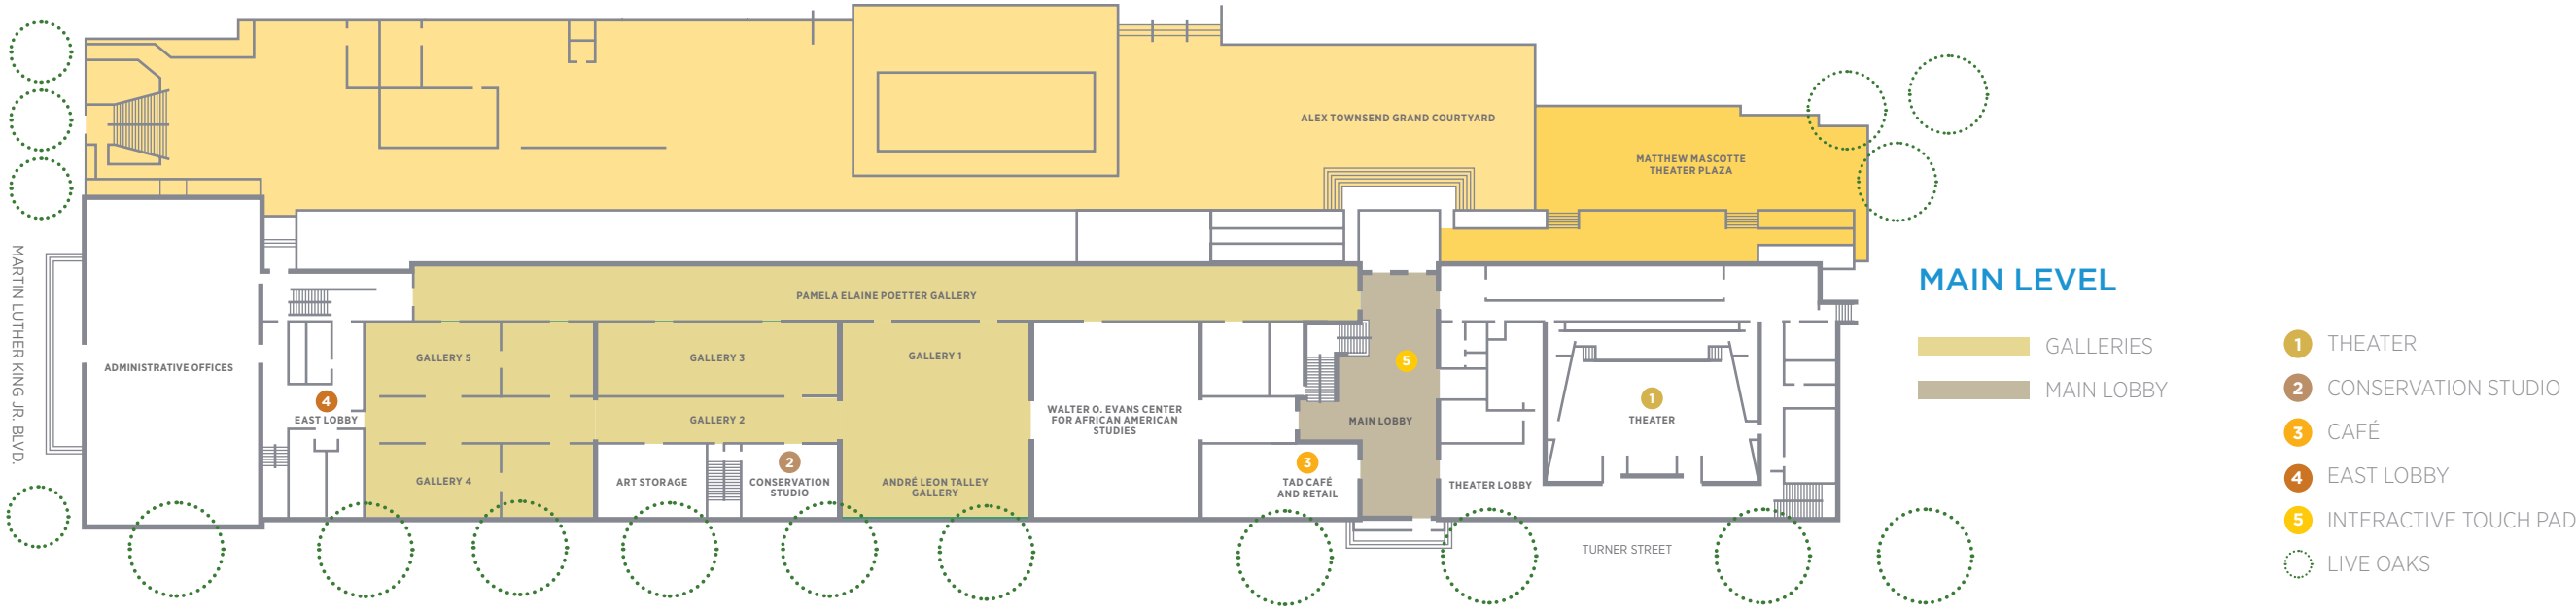 ALEX TOWNSEND GRAND COURTYARD
MATTHEW MASCOTTE
THEATER PLAZA
MARTIN LUTHER KING JR. BLVD.
PAMELA ELAINE POETTER GALLERY
ADMINISTRATIVE OFFICES
GALLERY 5
GALLERY 3
GALLERY 1
5
4
EAST LOBBY
GALLERY 2
WALTER O. EVANS CENTER
FOR AFRICAN AMERICAN
STUDIES
MAIN LOBBY
1
THEATER
GALLERY 4
ART STORAGE
2
CONSERVATION
STUDIO
ANDRÉ LEON TALLEY
GALLERY
3
TAD CAFÉ
AND RETAIL
THEATER LOBBY
TURNER STREET
MAIN LEVEL
GALLERIES
MAIN LOBBY
1 THEATER
2 CONSERVATION STUDIO
3 CAFÉ
4 EAST LOBBY
5 INTERACTIVE TOUCH PAD
LIVE OAKS